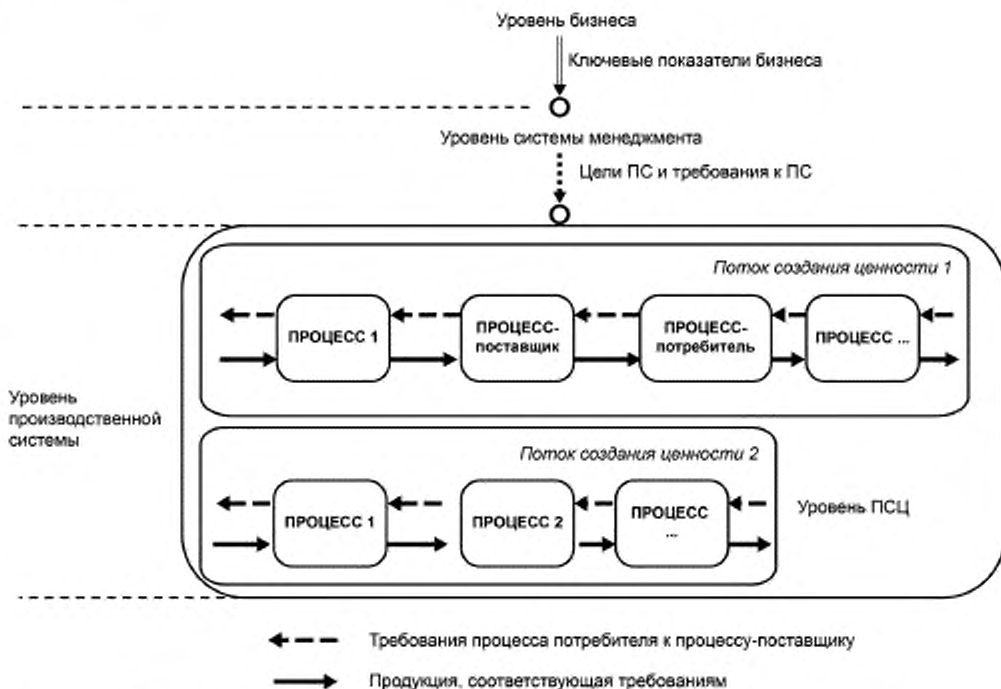 Уровень бизнеса
Ключевые показатели бизнеса
Уровень системы менеджмента
Цели ПС и требования к ПС
Поток создания ценности 1
ПРОЦЕСС 1
ПРОЦЕСС-
поставщик
ПРОЦЕСС-
потребитель
ПРОЦЕСС ...
Уровень
производственной
системы
Поток создания ценности 2
ПРОЦЕСС 1
ПРОЦЕСС 2
ПРОЦЕСС
...
Уровень ПСЦ
Требования процесса потребителя к процессу-поставщику
Продукция, соответствующая требованиям